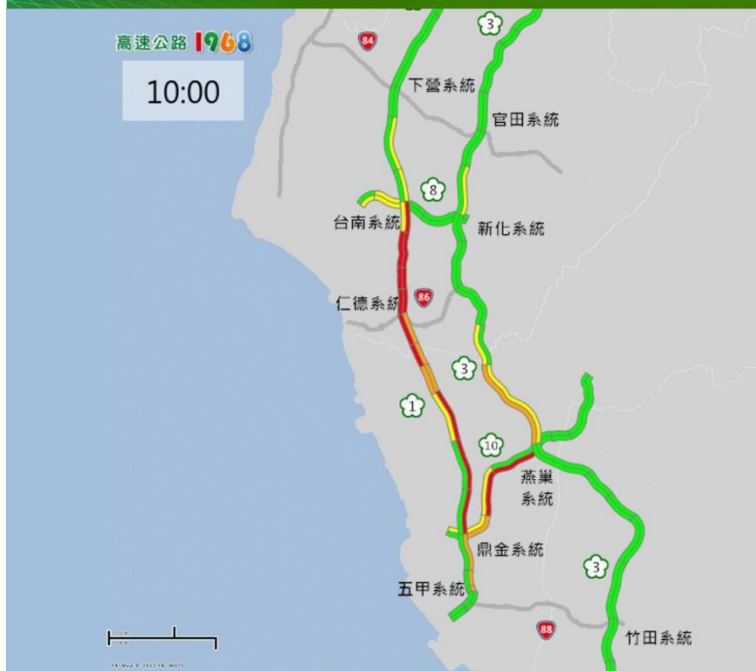 3
高速公路 1968
84
10:00
下營系統
官田系統
8
台南系統
新化系統
仁德系統
86
3
1
10
燕巢
系統
鼎金系統
3
五甲系統
88
竹田系統